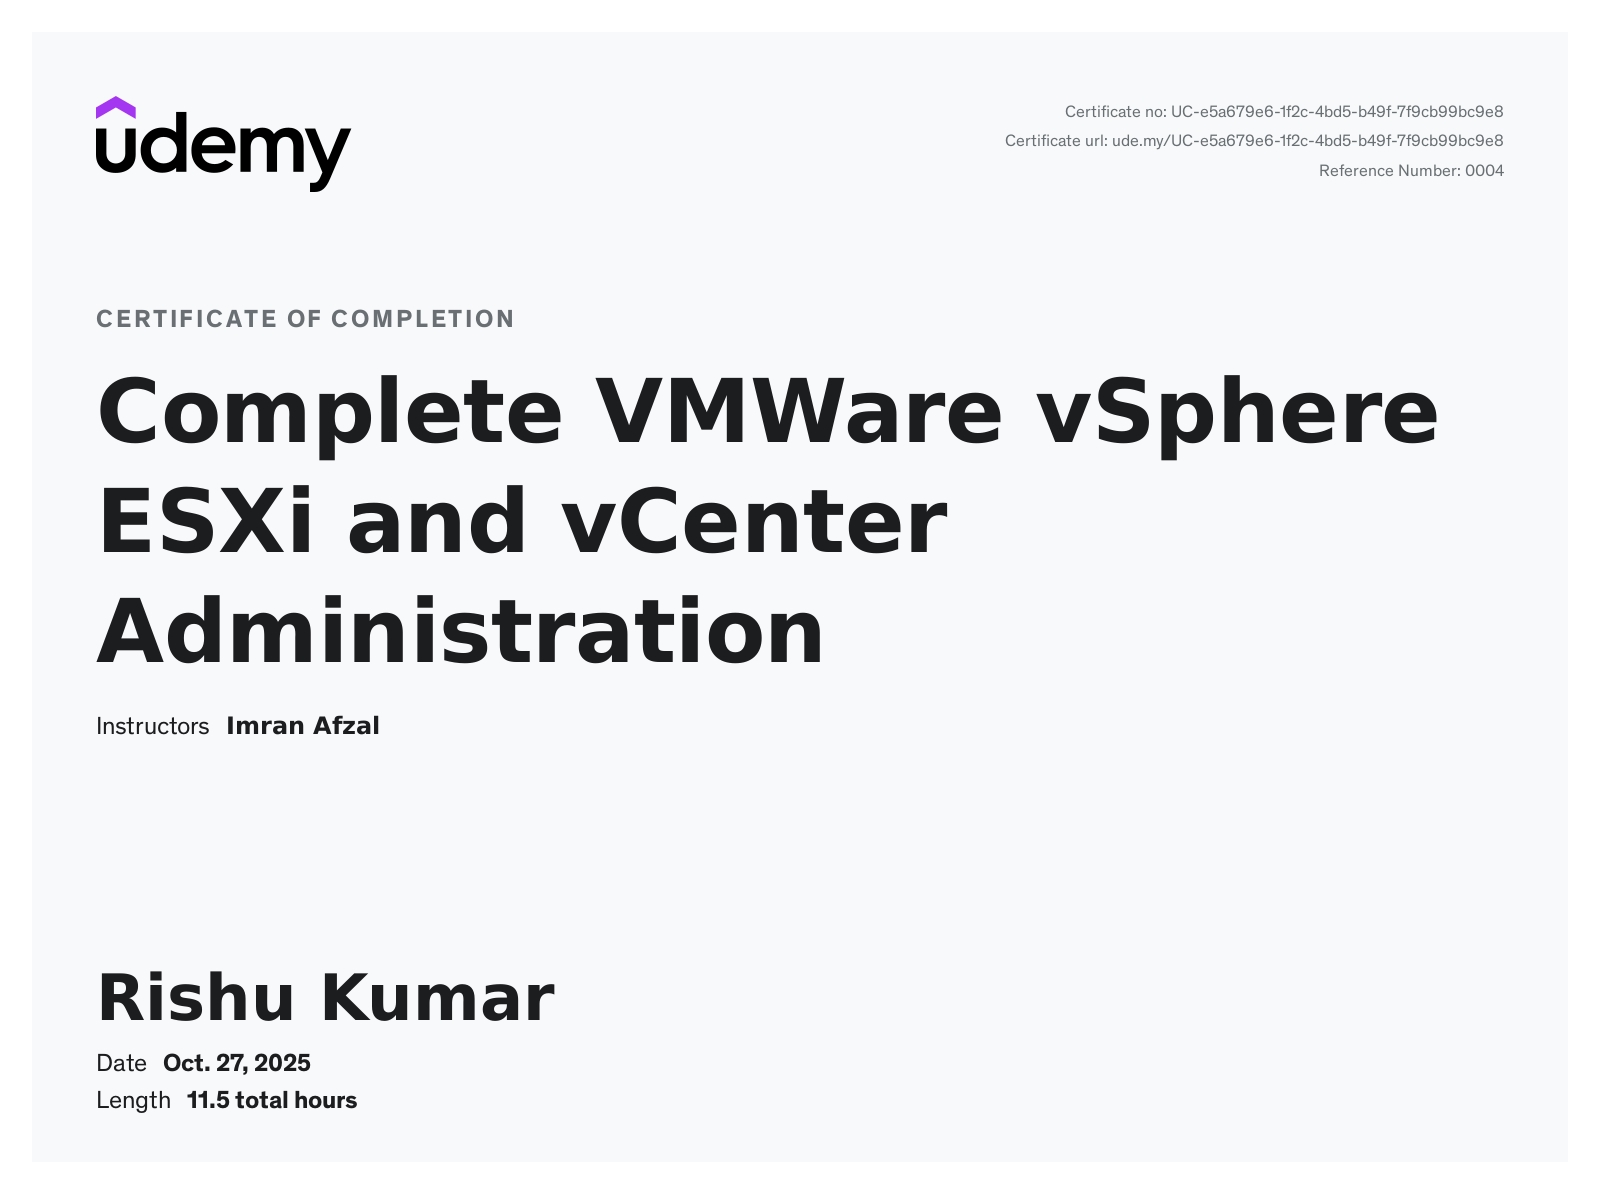 udemy
Certificate no: UC-e5a679e6-1f2c-4bd5-b49f-7f9cb99bc9e8
Certificate url: ude.my/UC-e5a679e6-1f2c-4bd5-b49f-7f9cb99bc9e8
Reference Number: 0004
CERTIFICATE OF COMPLETION
Complete VMWare vSphere
ESXi and vCenter
Administration
Instructors Imran Afzal
Rishu Kumar
Date Oct. 27, 2025
Length 11.5 total hours